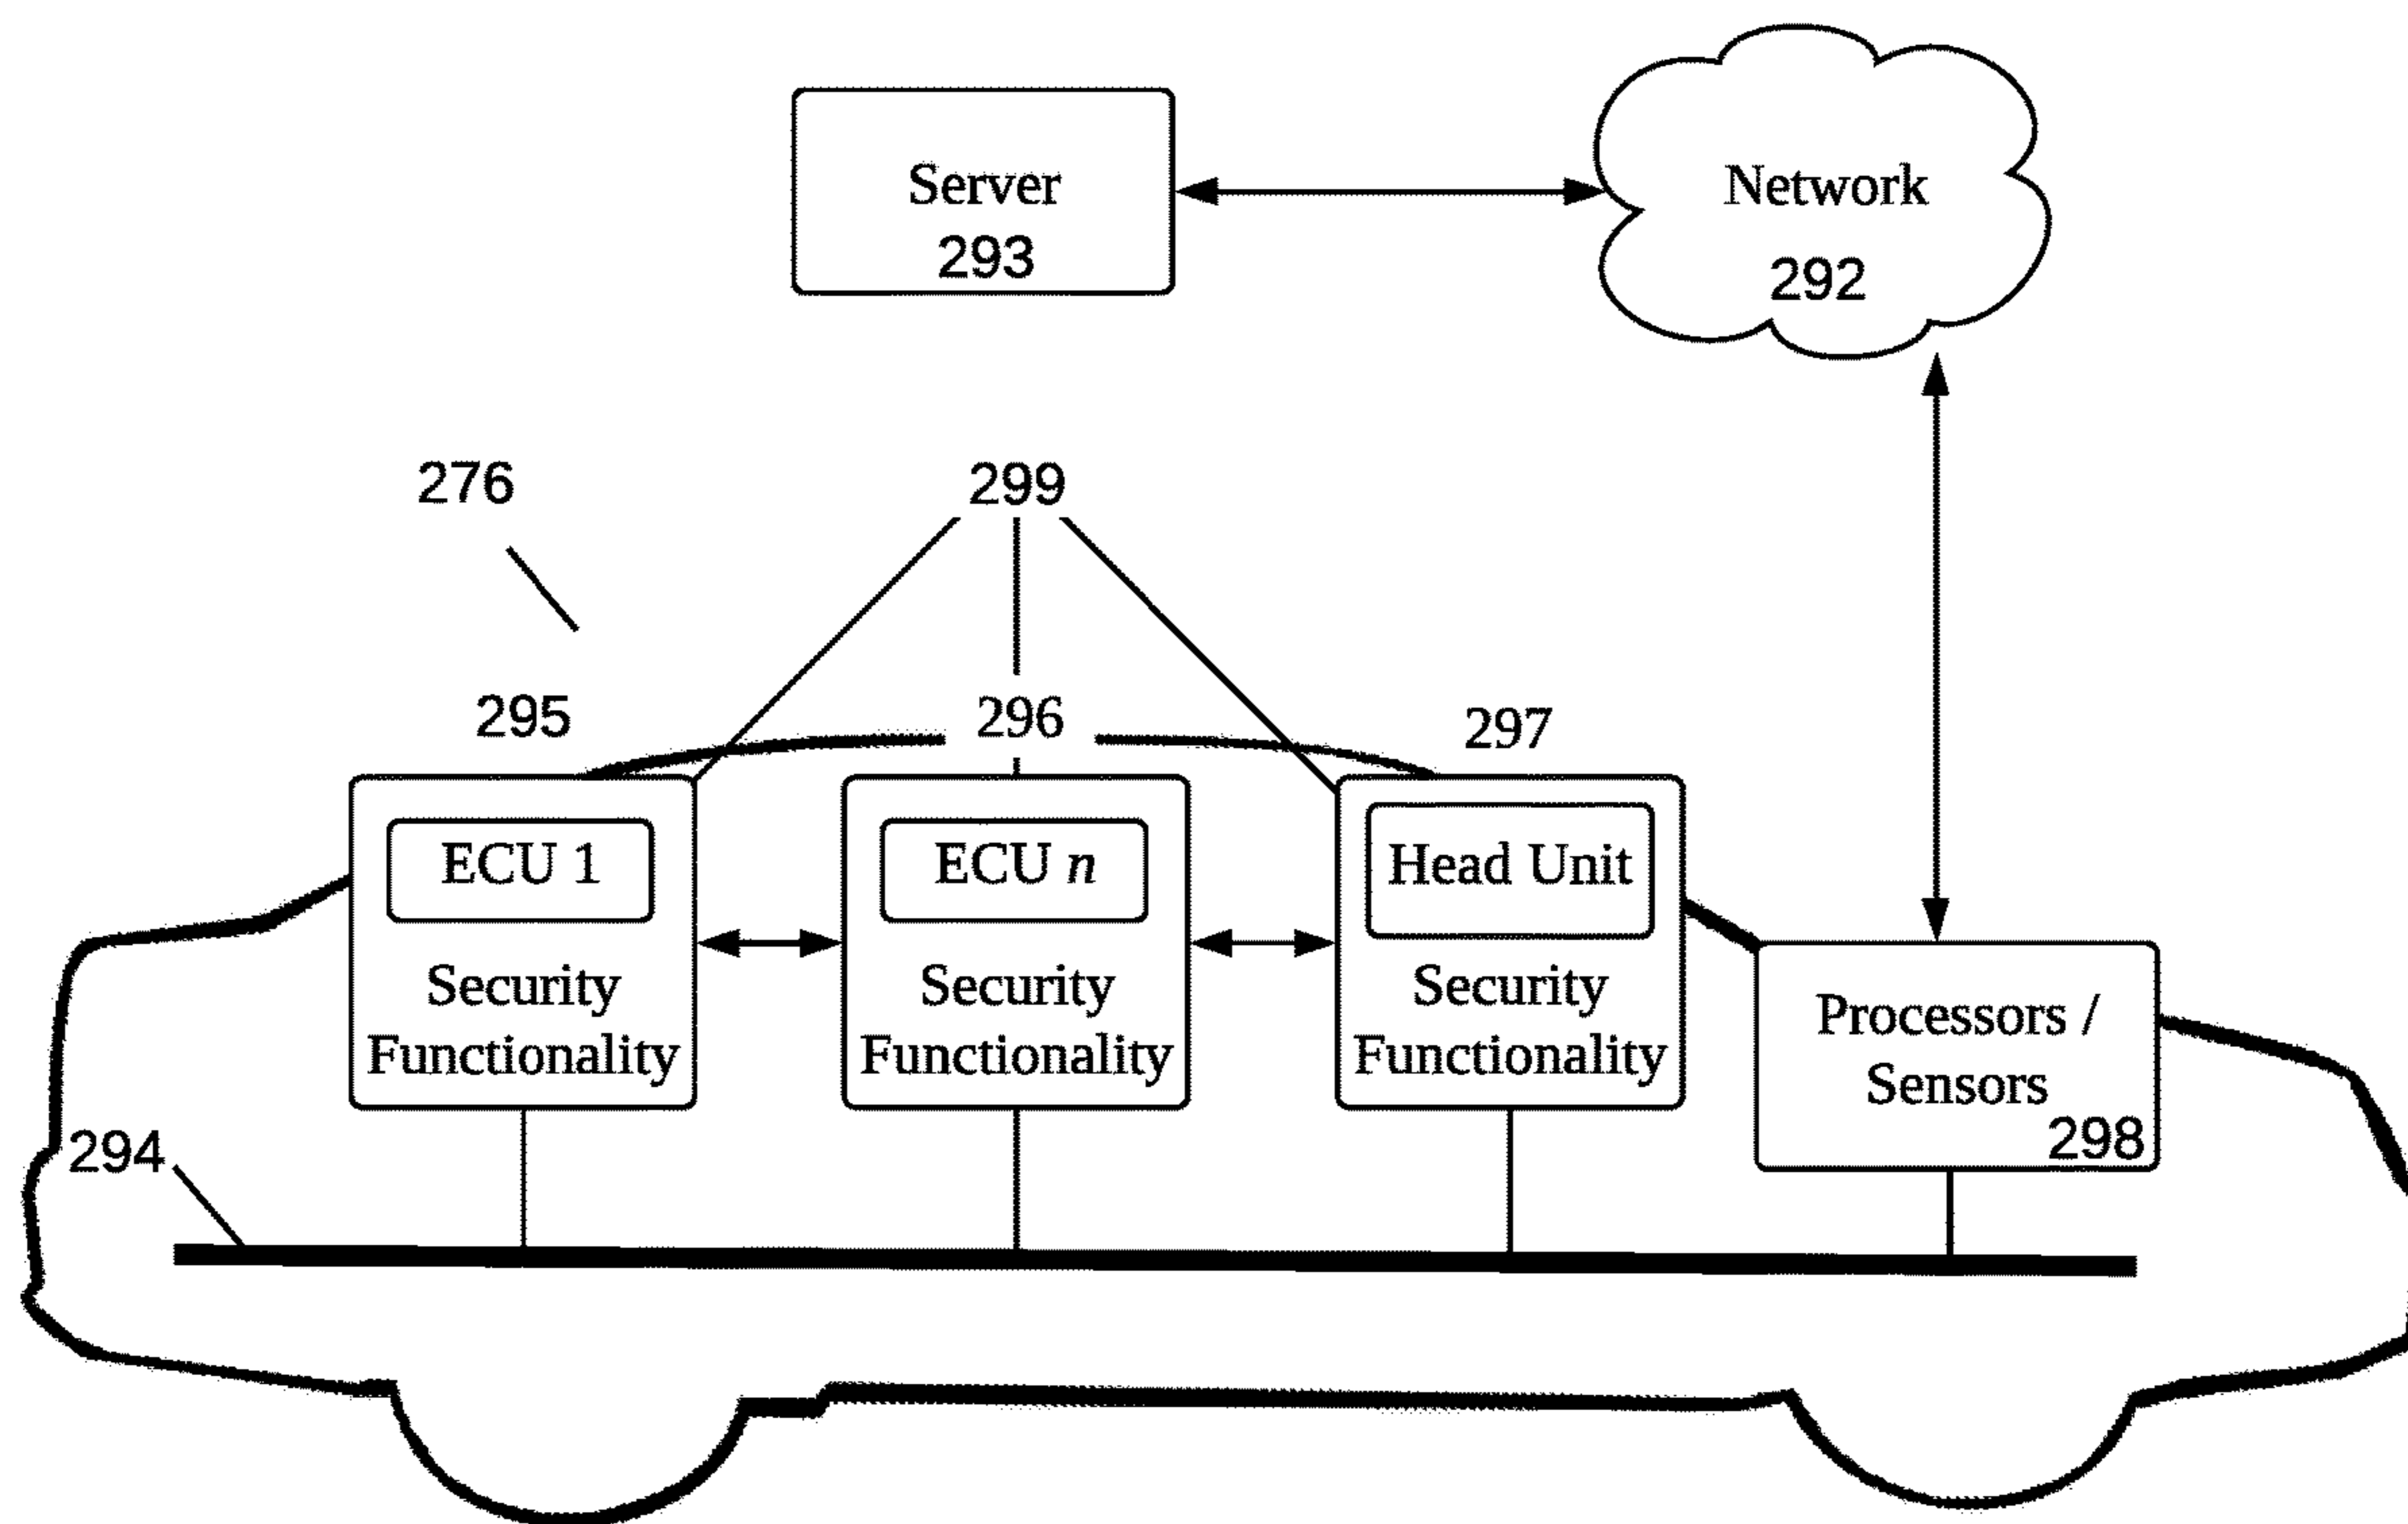 Server
293
Network
292
276
299
295
296
297
ECU 1
Security
Functionality
ECU n
Security
Functionality
Head Unit
Security
Functionality
Processors /
Sensors
298
294